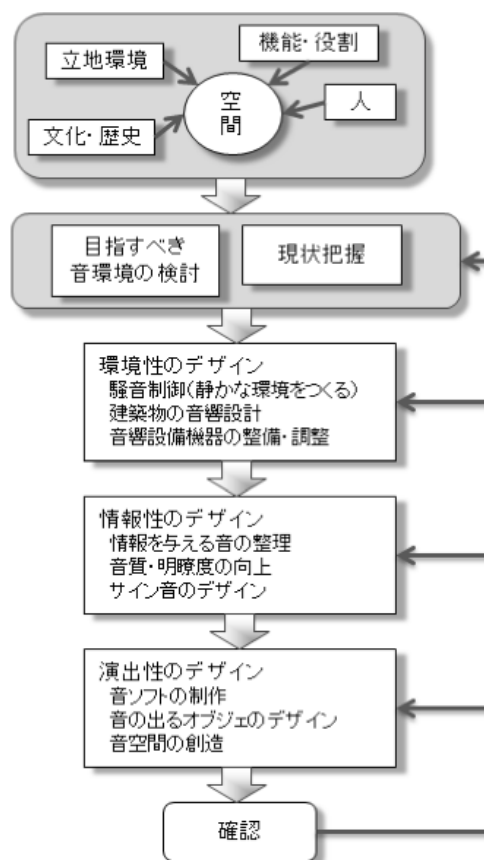 機能・役割
立地環境
空
間
人
文化・歴史
目指すべき
音環境の検討
現状把握
環境性のデザイン
騒音制御(静かな環境をつくる)
建築物の音響設計
音響設備機器の整備・調整
情報性のデザイン
情報を与える音の整理
音質・明瞭度の向上
サイン音のデザイン
演出性のデザイン
音ソフトの制作
音の出るオブジェのデザイン
音空間の創造
確認